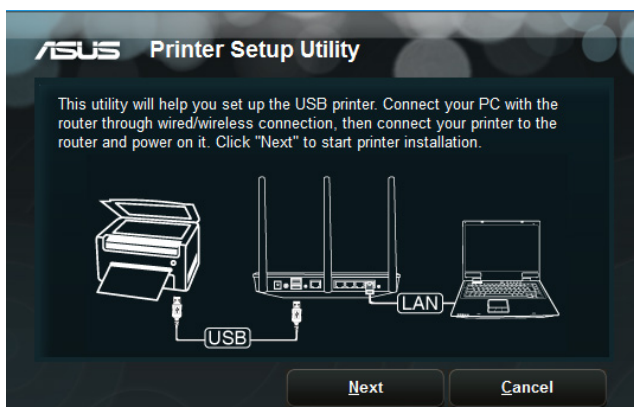 ASUS Printer Setup Utility
This utility will help you set up the USB printer. Connect your PC with the
router through wired/wireless connection, then connect your printer to the
router and power on it. Click "Next" to start printer installation.
LAN
USB
Next
Cancel